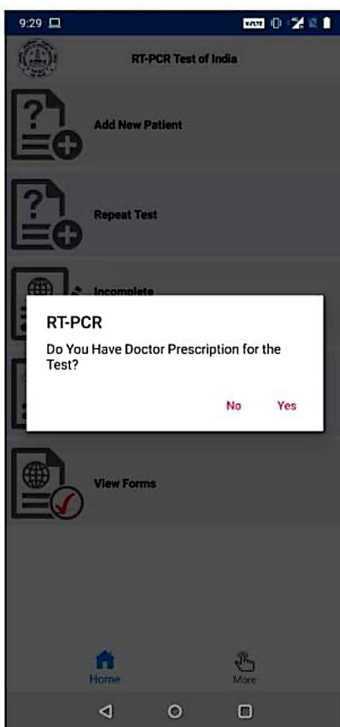 9:29
RT-PCR Test of India
Add New Patient
Repeat Test
Incomplete
RT-PCR
Do You Have Doctor Prescription for the
Test?
No Yes
View Forms
Home More